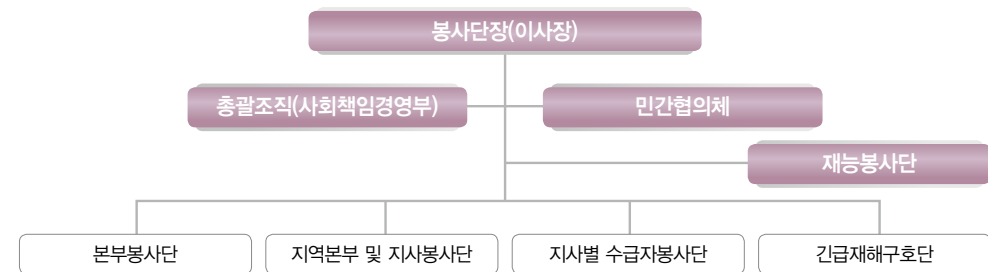 봉사단장(이사장)
총괄조직(사회책임경영부)
민간협의체
재능봉사단
본부봉사단
지역본부 및 지사봉사단
지사별 수급자봉사단
긴급재해구호단